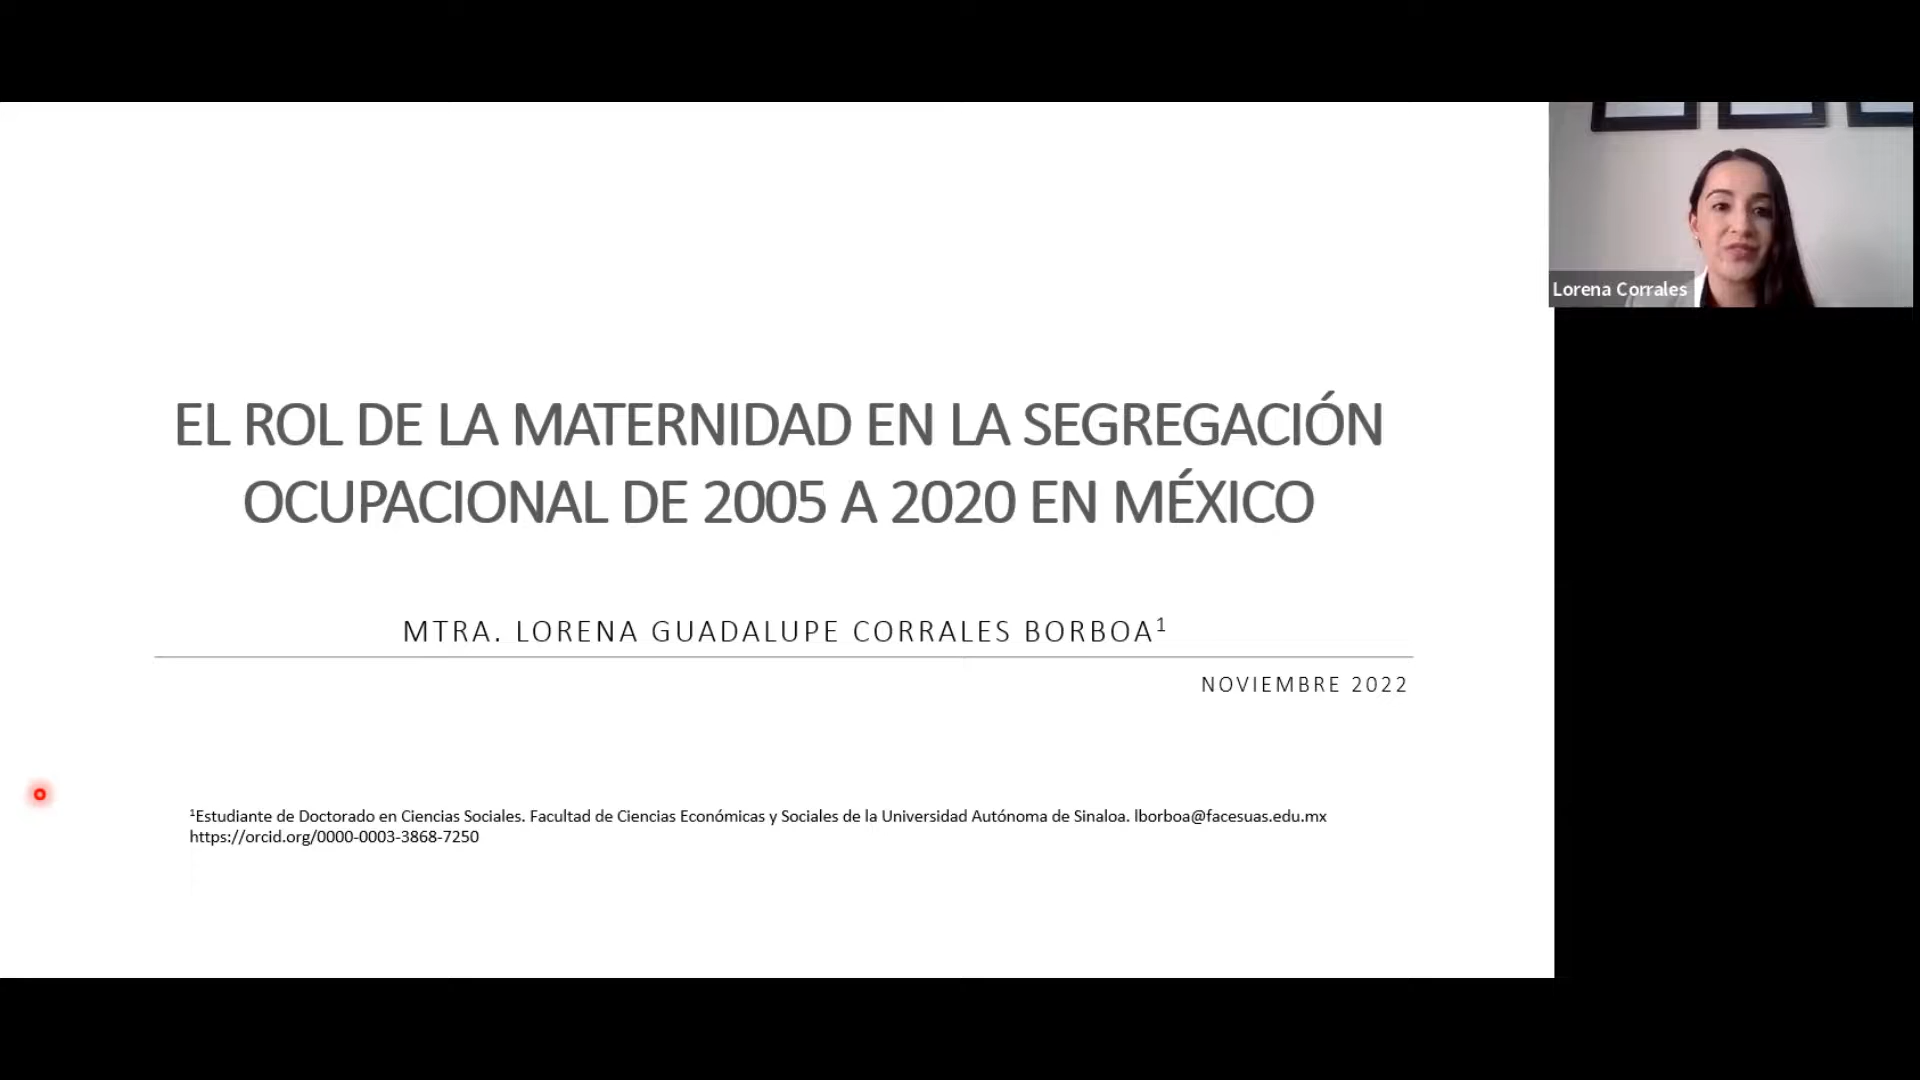 EL ROL DE LA MATERNIDAD EN LA SEGREGACIÓN
OCUPACIONAL DE 2005 A 2020 EN MÉXICO
MTRA. LORENA GUADALUPE CORRALES BORBOA¹
NOVIEMBRE 2022
¹Estudiante de Doctorado en Ciencias Sociales. Facultad de Ciencias Económicas y Sociales de la Universidad Autónoma de Sinaloa. lborboa@facesuas.edu.mx
https://orcid.org/0000-0003-3868-7250
Lorena Corrales